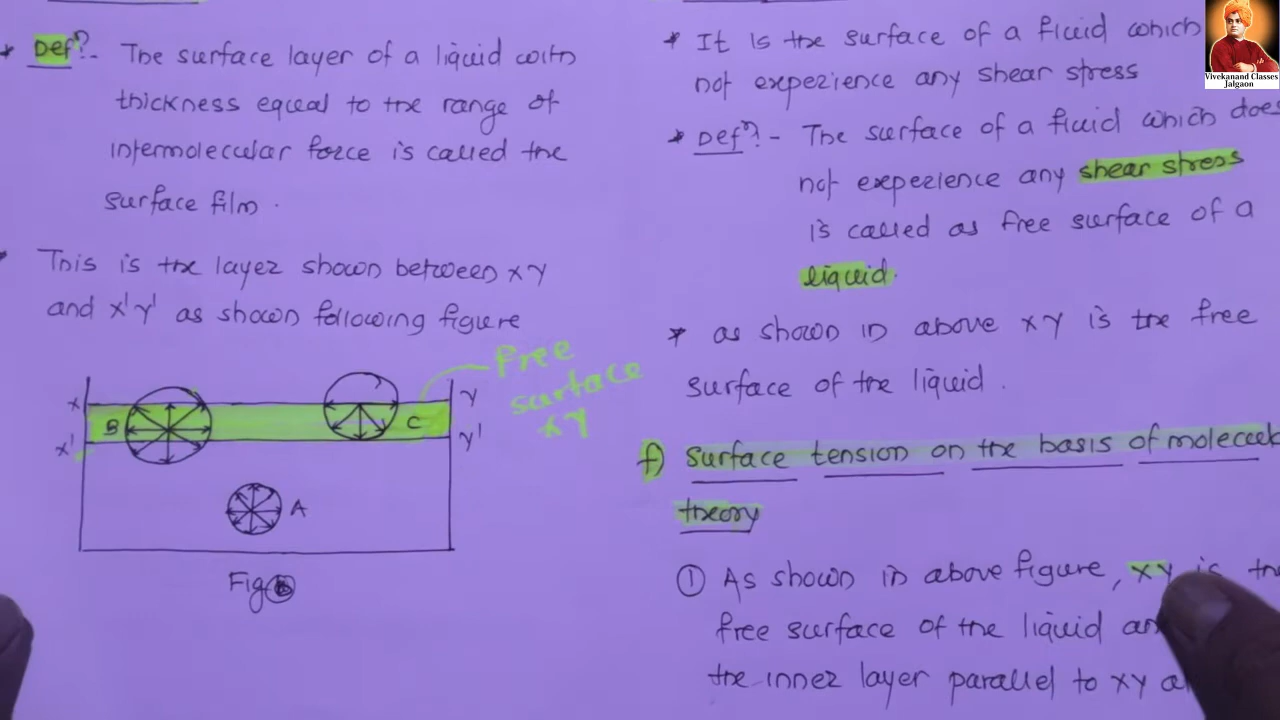 * Defⁿ:- The surface layer of a liquid with
thickness equal to the range of
intermolecular force is called the
surface film.
* This is the layer shown between XY
and X'Y' as shown following figure
free
surface
XY
X
Y
B
C
X'
Y'
A
Fig b
* It is the surface of a fluid which
not experience any shear stress
* Defⁿ:- The surface of a fluid which does
not experience any shear stress
is called as free surface of a
liquid.
* as shown in above XY is the free
surface of the liquid.
f) Surface tension on the basis of molecul
theory
① As shown in above figure, XY is the
free surface of the liquid an
the inner layer parallel to XY a
Vivekanand Classes
Jalgaon